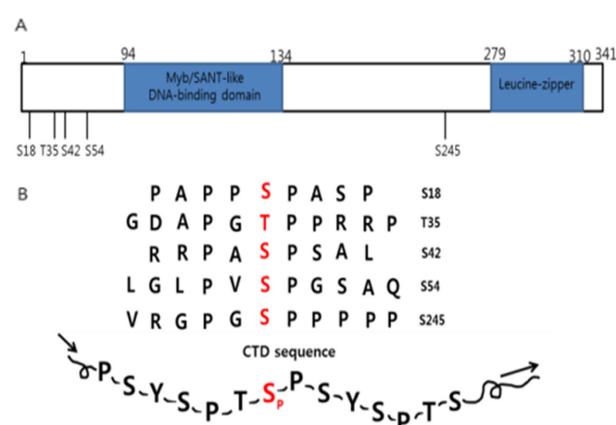 A
1 94 134 279 310 341
Myb/SANT-like
DNA-binding domain
Leucine-zipper
S18 T35 S42 S54 S245
B
P A P P S P A S P S18
G D A P G T P P R R P T35
R R P A S P S A L S42
L G L P V S P G S A Q S54
V R G P G S P P P P P S245
CTD sequence
P S Y S P T S P P S Y S P T S